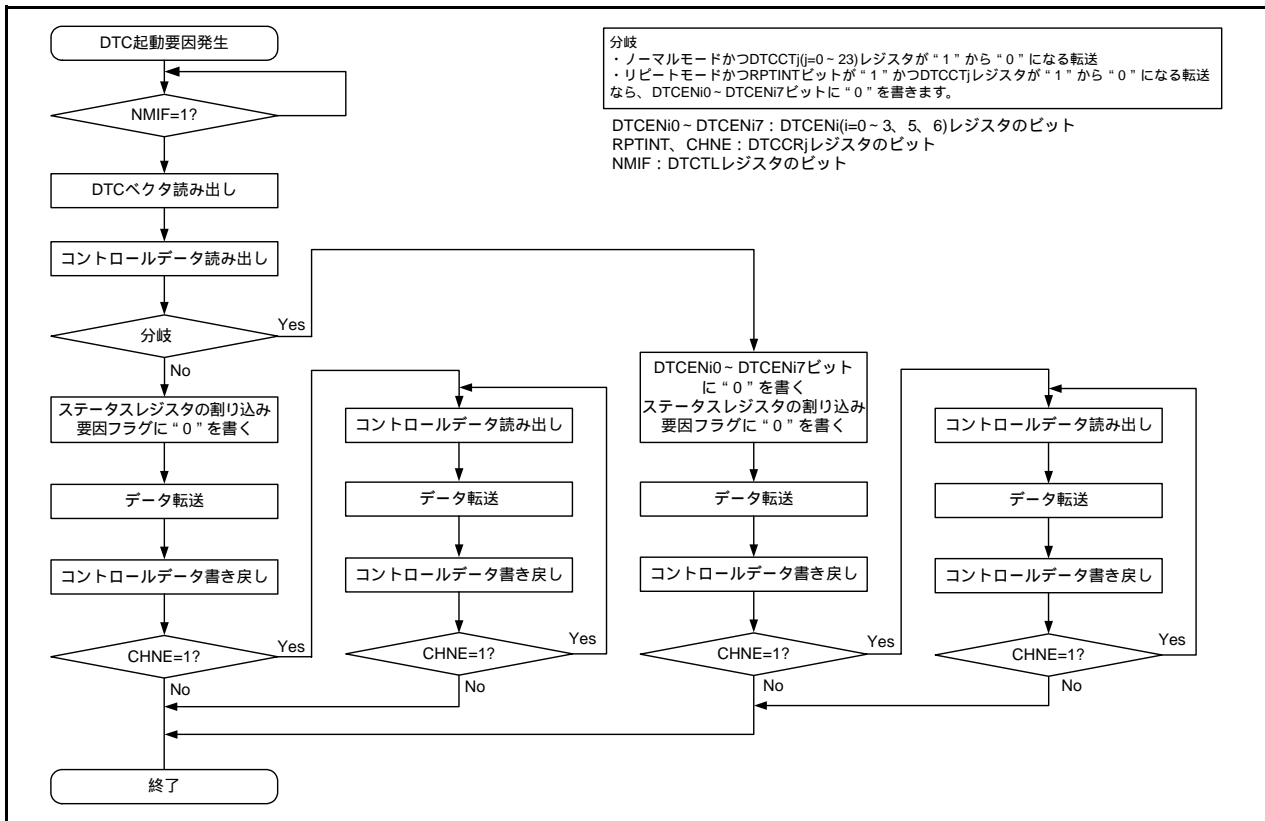 DTC起動要因発生
NMIF=1?
DTCベクタ読み出し
コントロールデータ読み出し
分岐
Yes
No
ステータスレジスタの割り込み
要因フラグに“0”を書く
データ転送
コントロールデータ書き戻し
CHNE=1?
Yes
No
終了
コントロールデータ読み出し
データ転送
コントロールデータ書き戻し
CHNE=1?
Yes
No
分岐
・ノーマルモードかつDTCCTj(j=0~23)レジスタが“1”から“0”になる転送
・リピートモードかつRPTINTビットが“1”かつDTCCTjレジスタが“1”から“0”になる転送
なら、DTCENi0~DTCENi7ビットに“0”を書きます。
DTCENi0~DTCENi7:DTCENi(i=0~3、5、6)レジスタのビット
RPTINT、CHNE:DTCCRjレジスタのビット
NMIF:DTCTLレジスタのビット
DTCENi0~DTCENi7ビット
に“0”を書く
ステータスレジスタの割り込み
要因フラグに“0”を書く
データ転送
コントロールデータ書き戻し
CHNE=1?
Yes
No
コントロールデータ読み出し
データ転送
コントロールデータ書き戻し
CHNE=1?
Yes
No